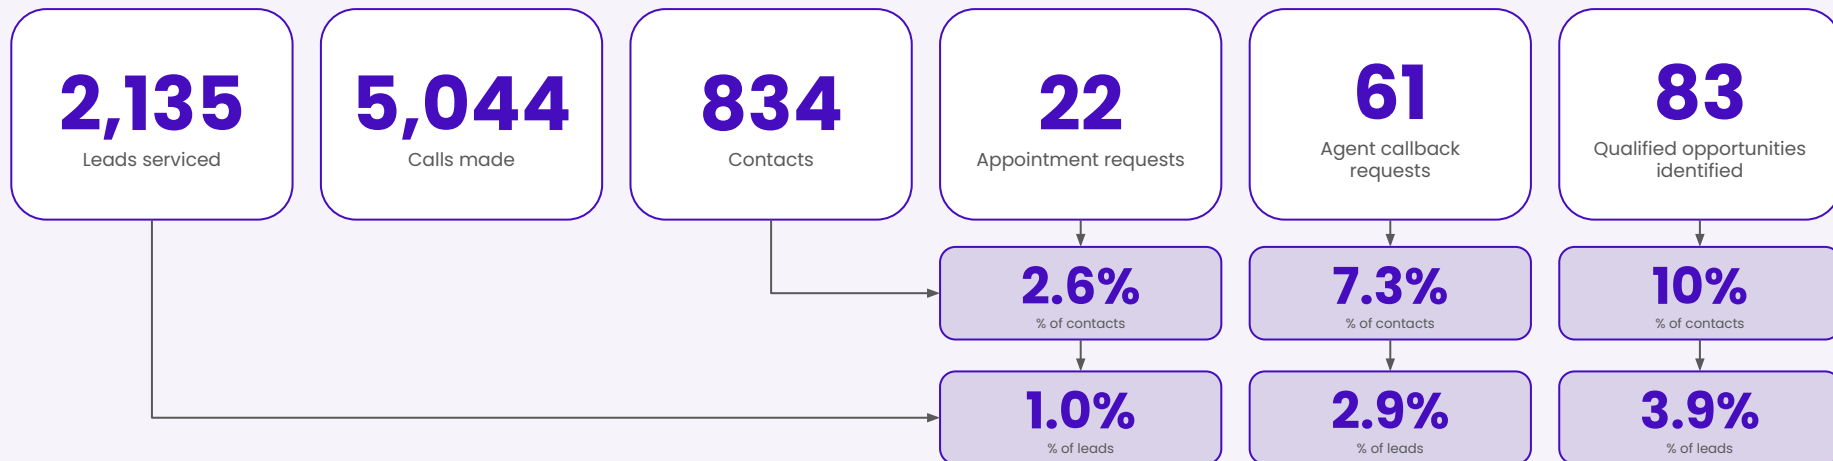 2,135
Leads serviced
5,044
Calls made
834
Contacts
22
Appointment requests
61
Agent callback
requests
83
Qualified opportunities
identified
2.6%
% of contacts
7.3%
% of contacts
10%
% of contacts
1.0%
% of leads
2.9%
% of leads
3.9%
% of leads